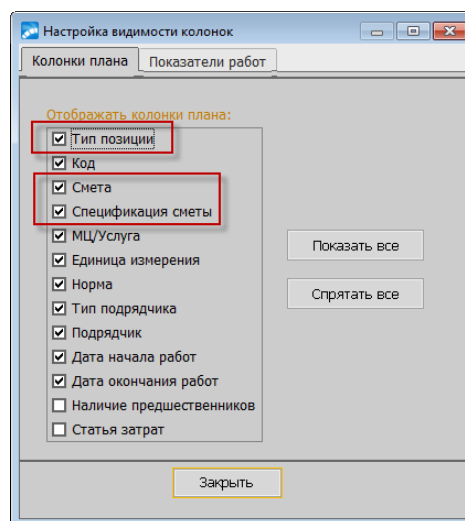 Настройка видимости колонок
Колонки плана Показатели работ
Отображать колонки плана:
Тип позиции
Код
Смета
Спецификация сметы
МЦ/Услуга
Единица измерения
Норма
Тип подрядчика
Подрядчик
Дата начала работ
Дата окончания работ
Наличие предшественников
Статья затрат
Показать все
Спрятать все
Закрыть